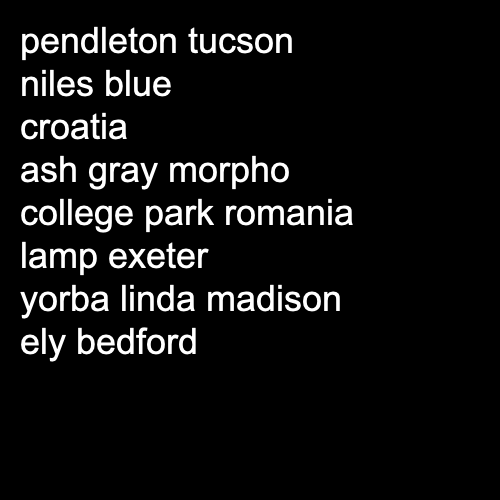 pendleton tucson
niles blue
croatia
ash gray morpho
college park romania
lamp exeter
yorba linda madison
ely bedford